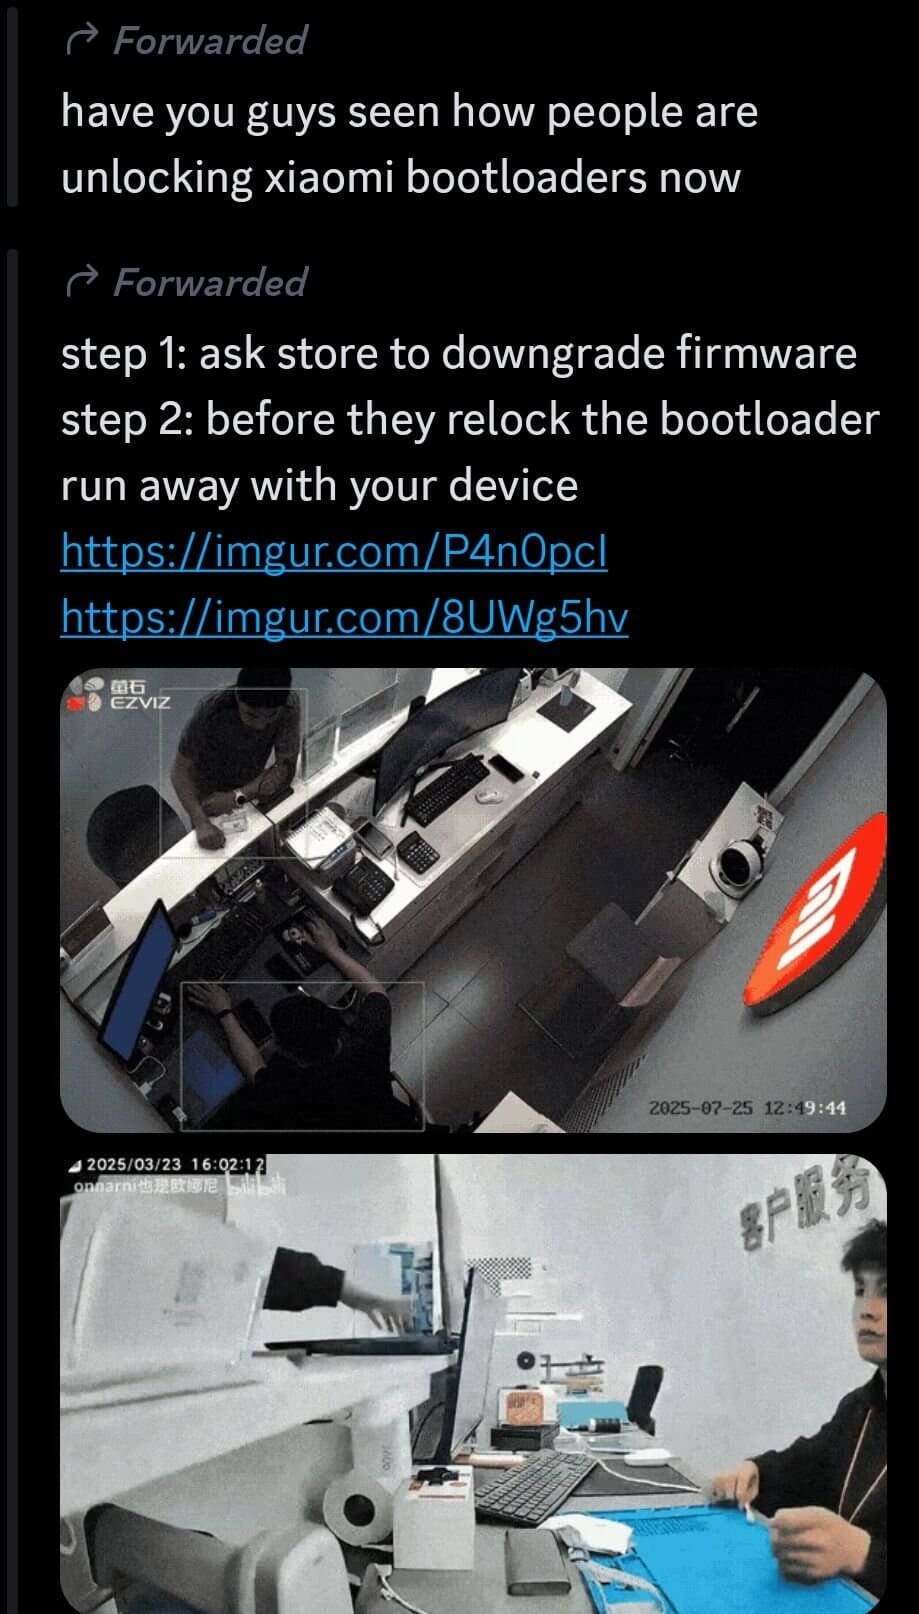 Forwarded
have you guys seen how people are
unlocking xiaomi bootloaders now
Forwarded
step 1: ask store to downgrade firmware
step 2: before they relock the bootloader
run away with your device
https://imgur.com/P4n0pcI
https://imgur.com/8UWg5hv
萤石
EZVIZ
2025-07-25 12:49:44
2025/03/23 16:02:12
onnarni也是欧娜尼 bilibili
客户服务